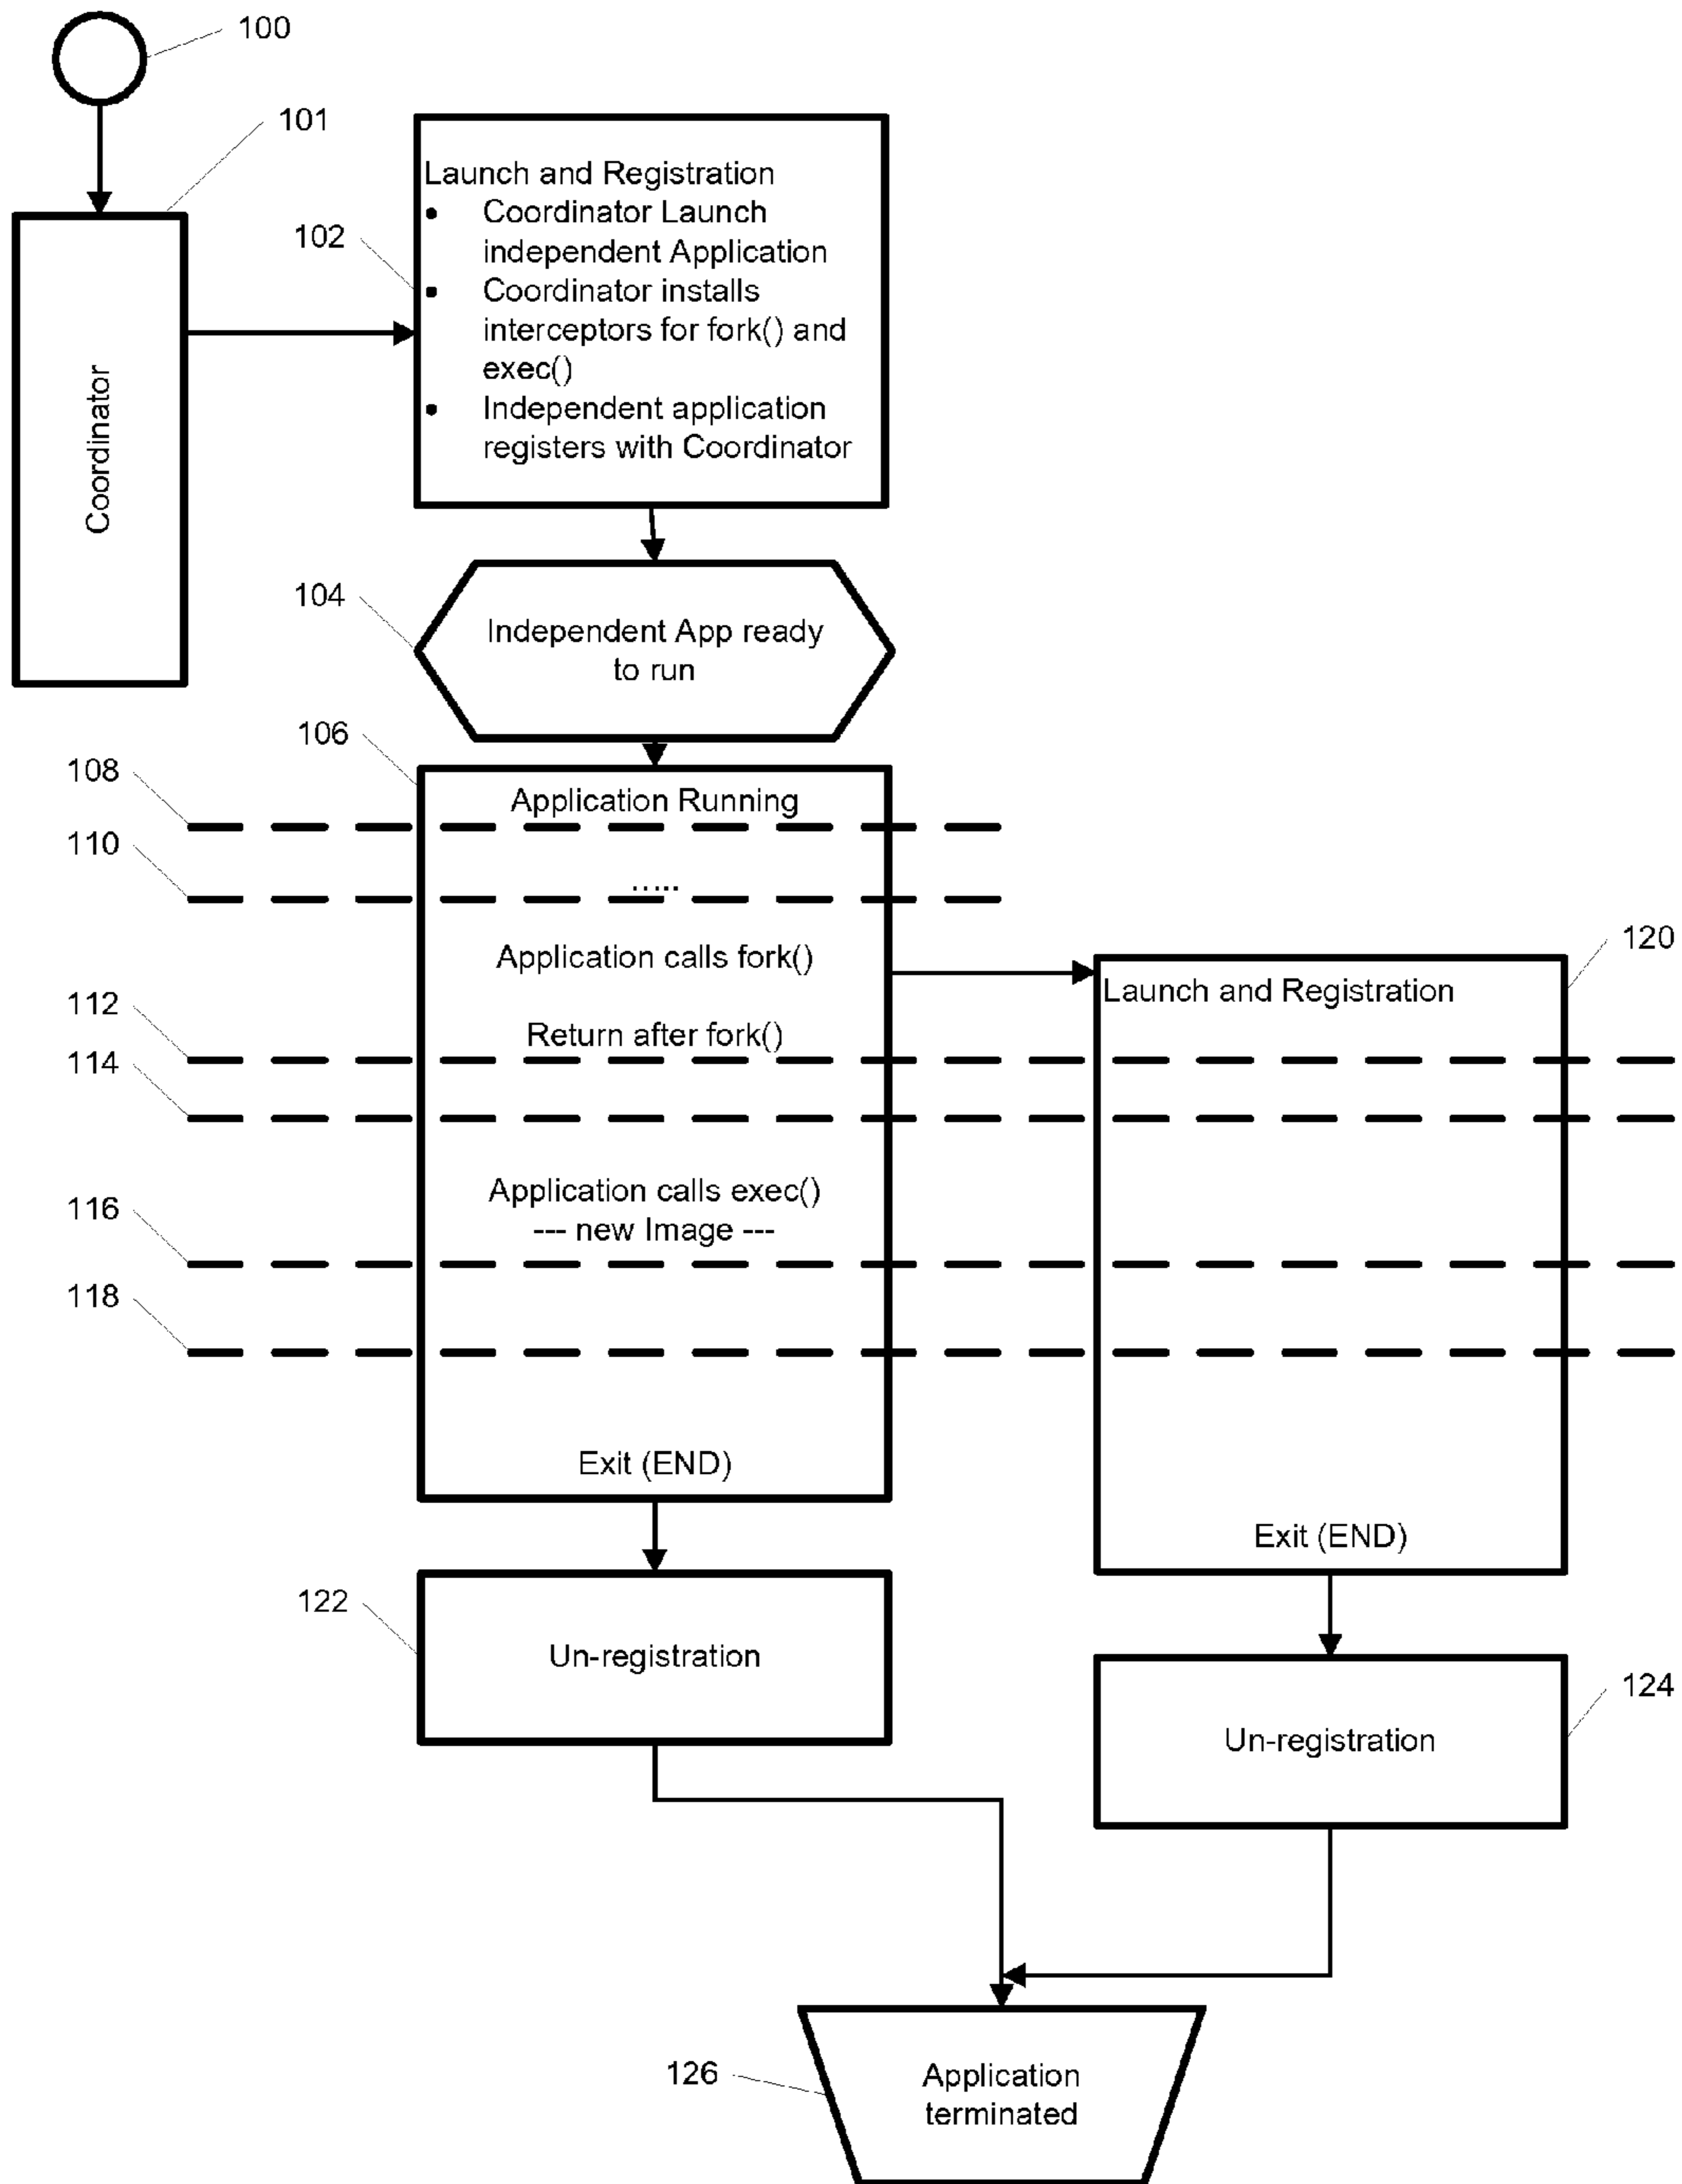 100
101
Launch and Registration
• Coordinator Launch
independent Application
102
• Coordinator installs
interceptors for fork() and
exec()
• Independent application
registers with Coordinator
Coordinator
104
Independent App ready
to run
106
108
Application Running
110
.....
Application calls fork()
120
Launch and Registration
112
Return after fork()
114
Application calls exec()
116
--- new Image ---
118
Exit (END)
Exit (END)
122
Un-registration
124
Un-registration
126
Application
terminated